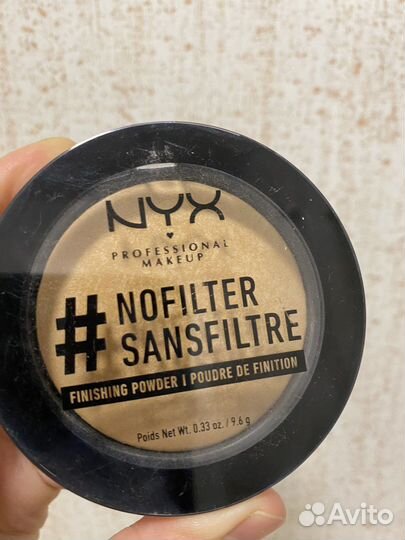 NYX
PROFESSIONAL
MAKEUP
# NOFILTER
SANSFILTRE
FINISHING POWDER | POUDRE DE FINITION
Poids Net Wt. 0.33 oz. / 9.6 g
Avito